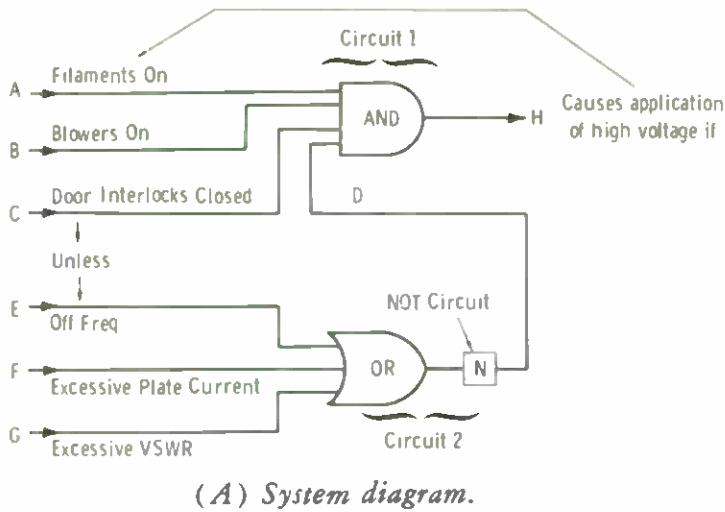 Circuit 1
A
Filaments On
AND
H
Causes application
of high voltage if
B
Blowers On
C
Door Interlocks Closed
D
Unless
NOT Circuit
E
Off Freq
F
Excessive Plate Current
OR
N
G
Excessive VSWR
Circuit 2
(A) System diagram.